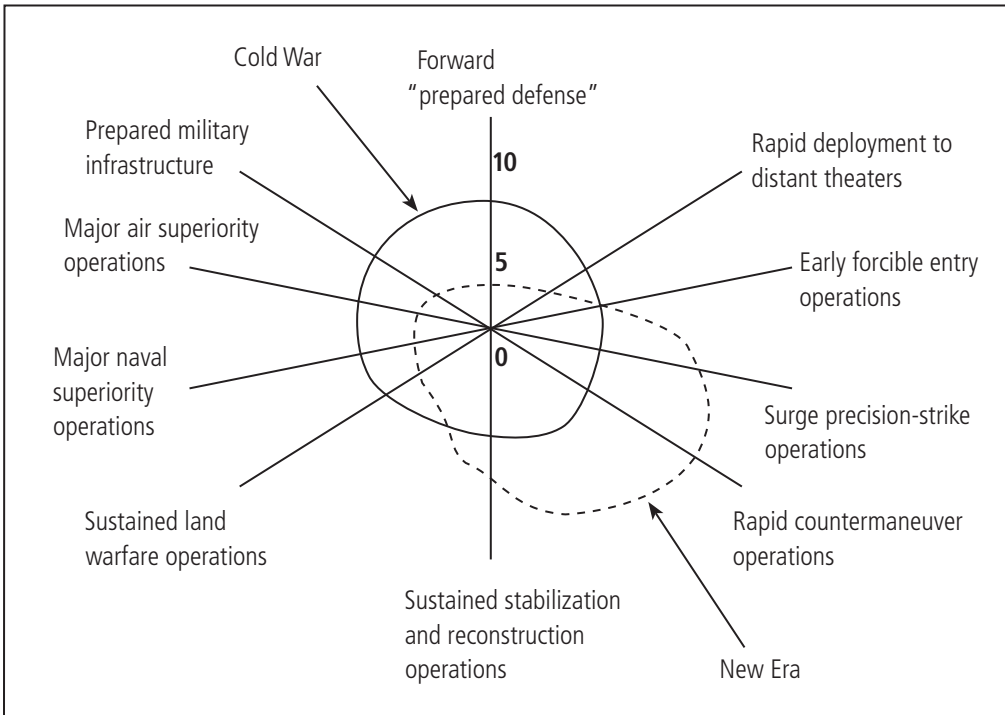 Cold War
Forward
“prepared defense”
Prepared military
infrastructure
10
Rapid deployment to
distant theaters
Major air superiority
operations
5
Early forcible entry
operations
0
Major naval
superiority
operations
Surge precision-strike
operations
Sustained land
warfare operations
Rapid countermaneuver
operations
Sustained stabilization
and reconstruction
operations
New Era